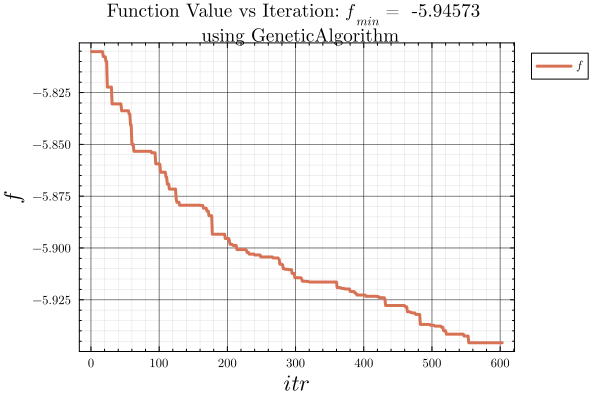 Function Value vs Iteration: f_min = -5.94573
using GeneticAlgorithm
f
−5.825
−5.850
−5.875
−5.900
−5.925
f
0 100 200 300 400 500 600
itr